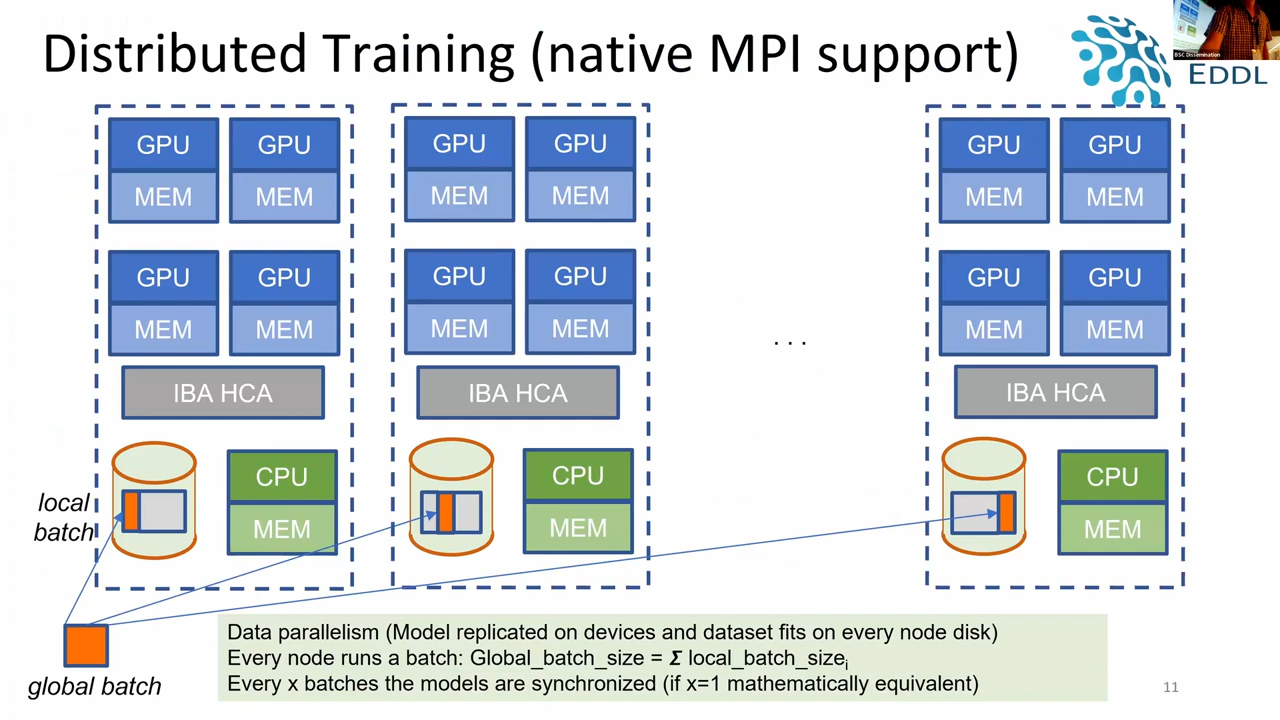 Distributed Training (native MPI support)
BSC Dissemination
EDDL
GPU GPU
MEM MEM
GPU GPU
MEM MEM
IBA HCA
CPU
MEM
GPU GPU
MEM MEM
GPU GPU
MEM MEM
IBA HCA
CPU
MEM
. . .
GPU GPU
MEM MEM
GPU GPU
MEM MEM
IBA HCA
CPU
MEM
local
batch
global batch
Data parallelism (Model replicated on devices and dataset fits on every node disk)
Every node runs a batch: Global_batch_size = Σ local_batch_sizeᵢ
Every x batches the models are synchronized (if x=1 mathematically equivalent)
11